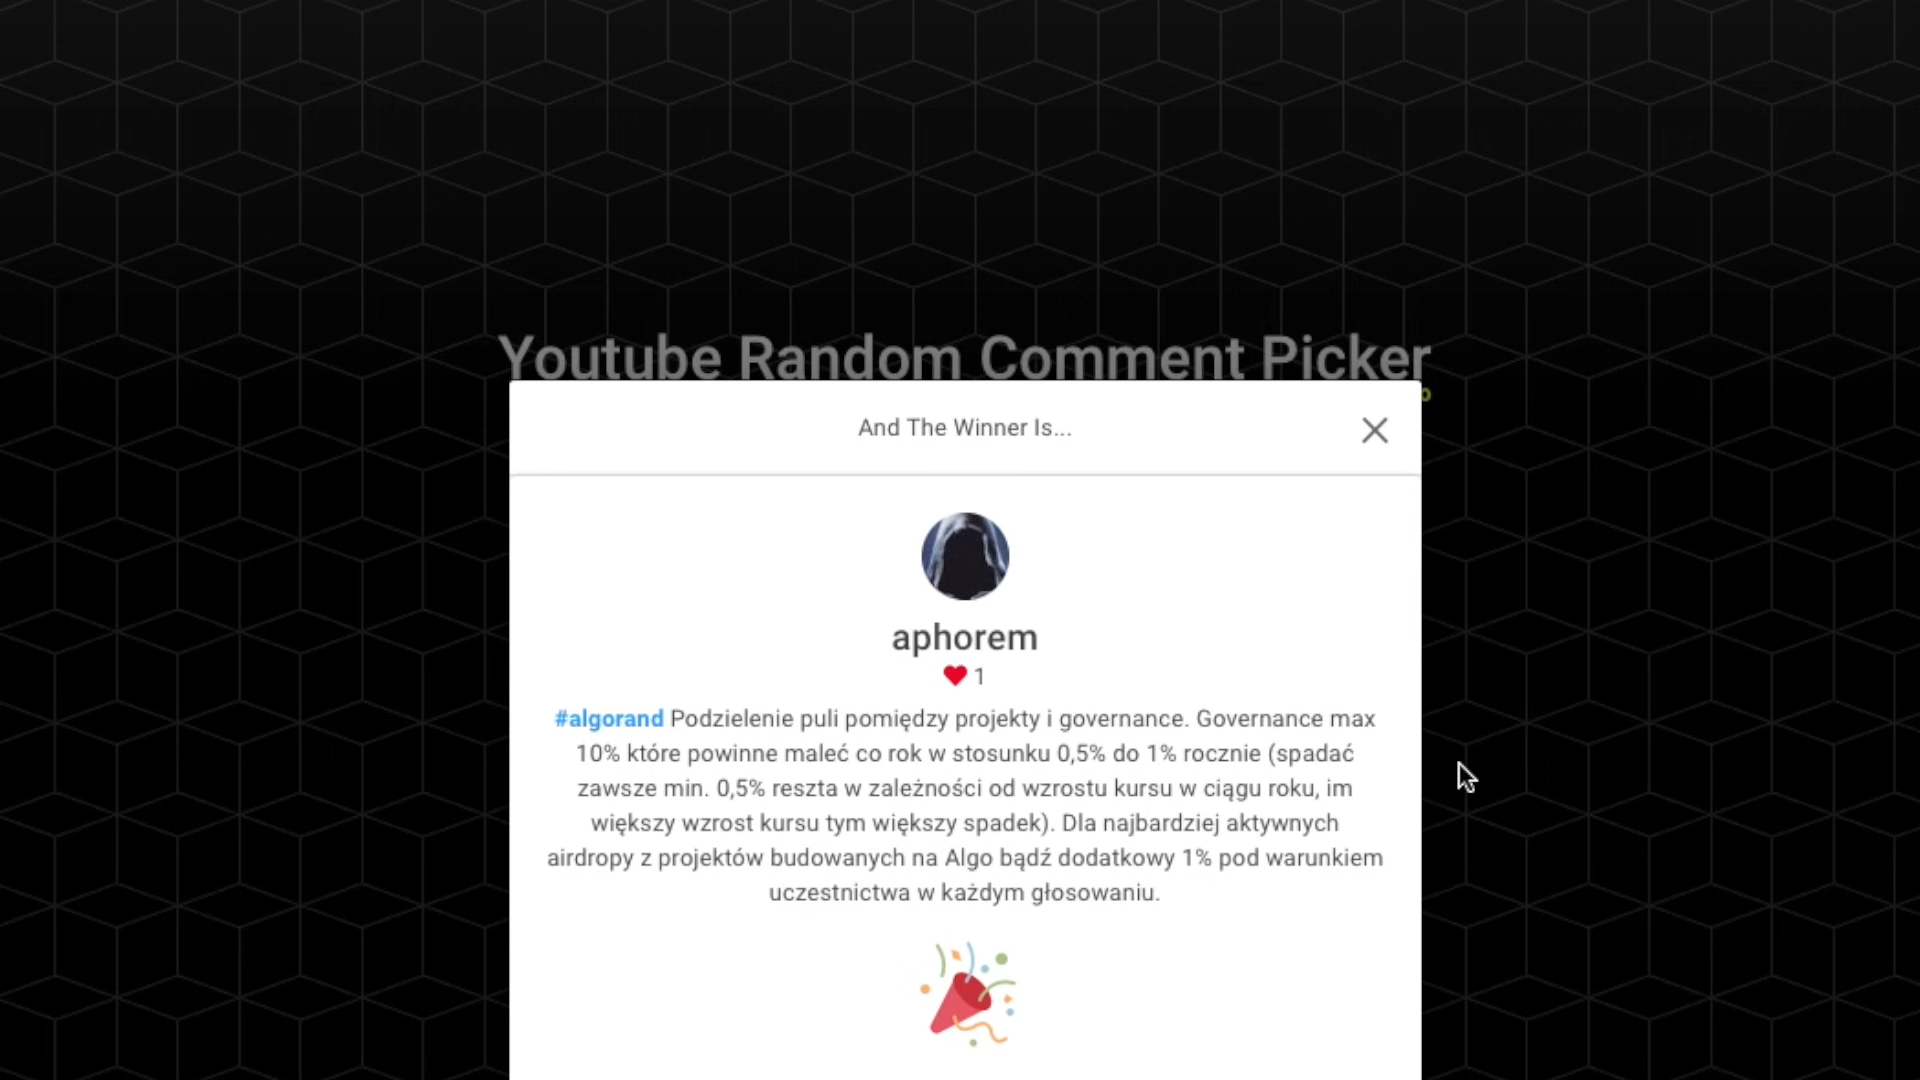 Youtube Random Comment Picker
And The Winner Is...
aphorem
1
#algorand Podzielenie puli pomiędzy projekty i governance. Governance max
10% które powinne maleć co rok w stosunku 0,5% do 1% rocznie (spadać
zawsze min. 0,5% reszta w zależności od wzrostu kursu w ciągu roku, im
większy wzrost kursu tym większy spadek). Dla najbardziej aktywnych
airdropy z projektów budowanych na Algo bądź dodatkowy 1% pod warunkiem
uczestnictwa w każdym głosowaniu.